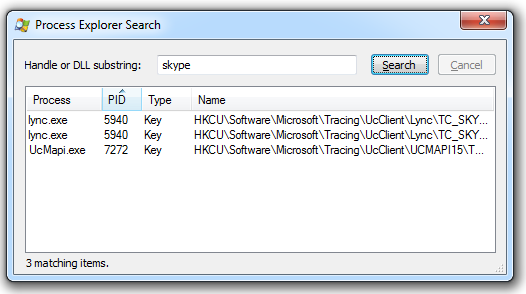 Process Explorer Search
Handle or DLL substring: skype Search Cancel
Process PID Type Name
lync.exe 5940 Key HKCU\Software\Microsoft\Tracing\UcClient\Lync\TC_SKY...
lync.exe 5940 Key HKCU\Software\Microsoft\Tracing\UcClient\Lync\TC_SKY...
UcMapi.exe 7272 Key HKCU\Software\Microsoft\Tracing\UcClient\UCMAPI15\T...
3 matching items.